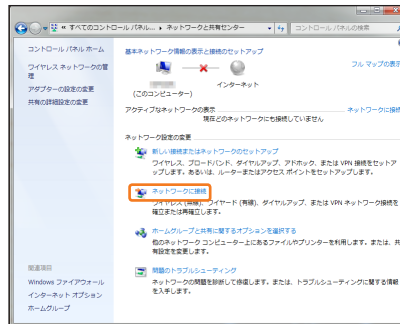 « すべてのコントロール パネル... ▸ ネットワークと共有センター
コントロール パネルの検索
コントロール パネル ホーム
ワイヤレス ネットワークの管
理
アダプターの設定の変更
共有の詳細設定の変更
基本ネットワーク情報の表示と接続のセットアップ
フル マップの表示
(このコンピューター)
インターネット
アクティブなネットワークの表示
ネットワークに接続
現在どのネットワークにも接続していません
ネットワーク設定の変更
新しい接続またはネットワークのセットアップ
ワイヤレス、ブロードバンド、ダイヤルアップ、アドホック、または VPN 接続をセットア
ップします。あるいは、ルーターまたはアクセス ポイントをセットアップします。
ネットワークに接続
ワイヤレス (無線)、ワイヤード (有線)、ダイヤルアップ、または VPN ネットワーク接続を
確立または再確立します。
ホームグループと共有に関するオプションを選択する
他のネットワーク コンピューター上にあるファイルやプリンターを利用します。または、共
有設定を変更します。
問題のトラブルシューティング
ネットワークの問題を診断して修復します。または、トラブルシューティングに関する情報
を入手します。
関連項目
Windows ファイアウォール
インターネット オプション
ホームグループ